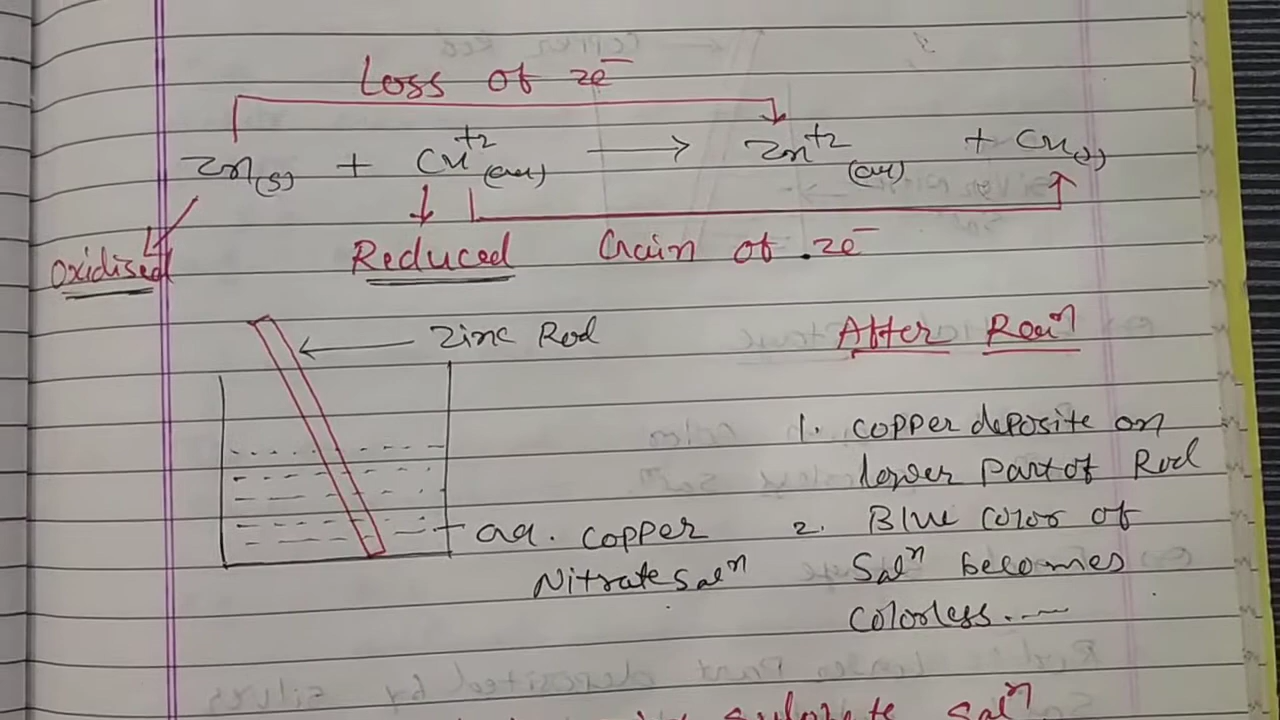 Loss of 2e⁻
Zn(s) + Cu⁺²(aq) → Zn⁺²(aq) + Cu(s)
Oxidised
Reduced
Gain of 2e⁻
Zinc Rod
After Reaⁿ
1. Copper deposite on
lower part of Rod
aq. copper
Nitrate Solⁿ
2. Blue color of
Solⁿ becomes
colorless....
Solⁿ